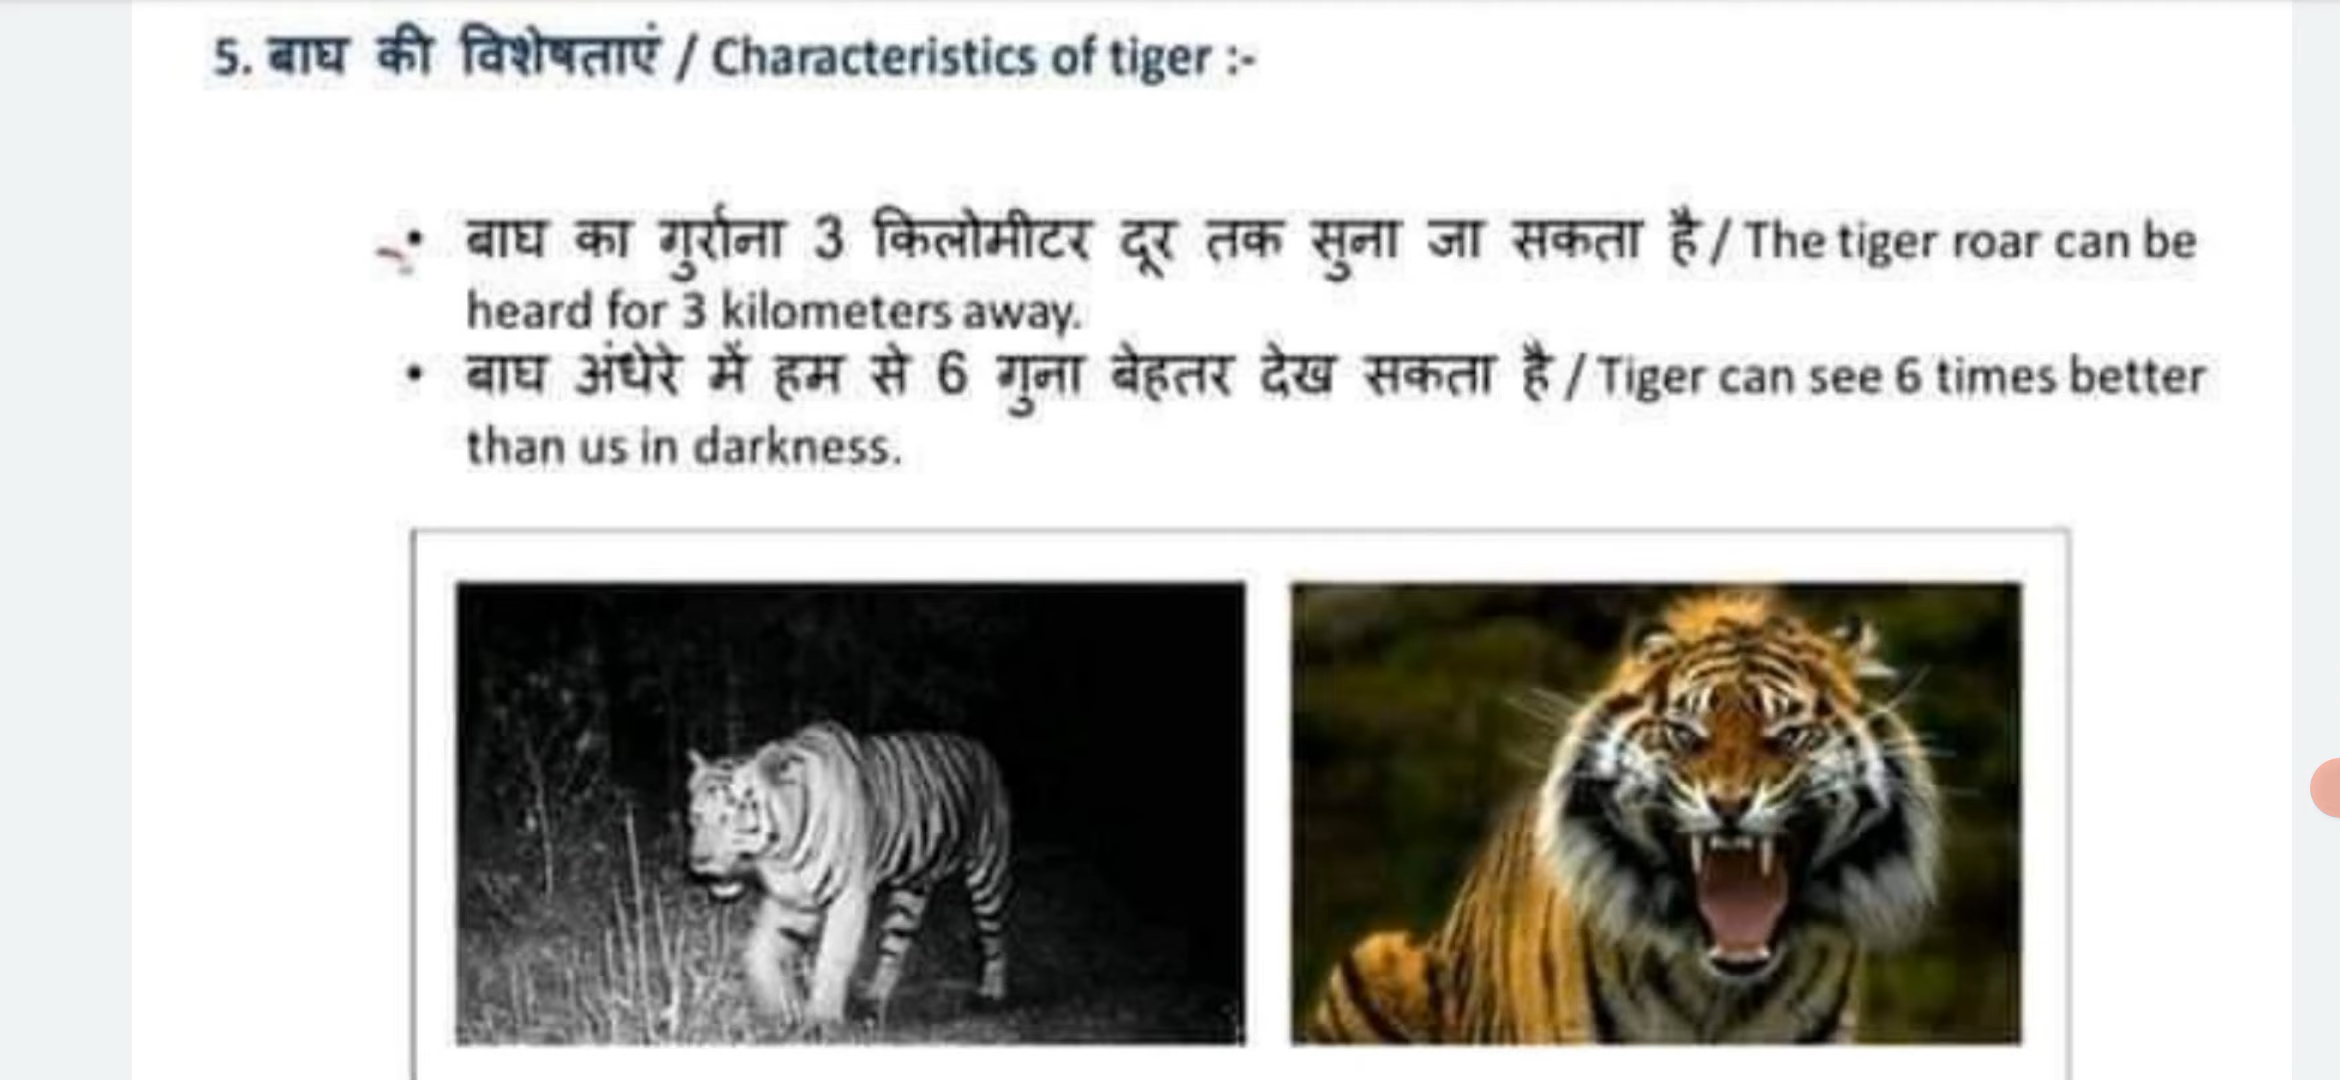 5. बाघ की विशेषताएं / Characteristics of tiger :-
• बाघ का गुर्राना 3 किलोमीटर दूर तक सुना जा सकता है / The tiger roar can be
heard for 3 kilometers away.
• बाघ अंधेरे में हम से 6 गुना बेहतर देख सकता है / Tiger can see 6 times better
than us in darkness.